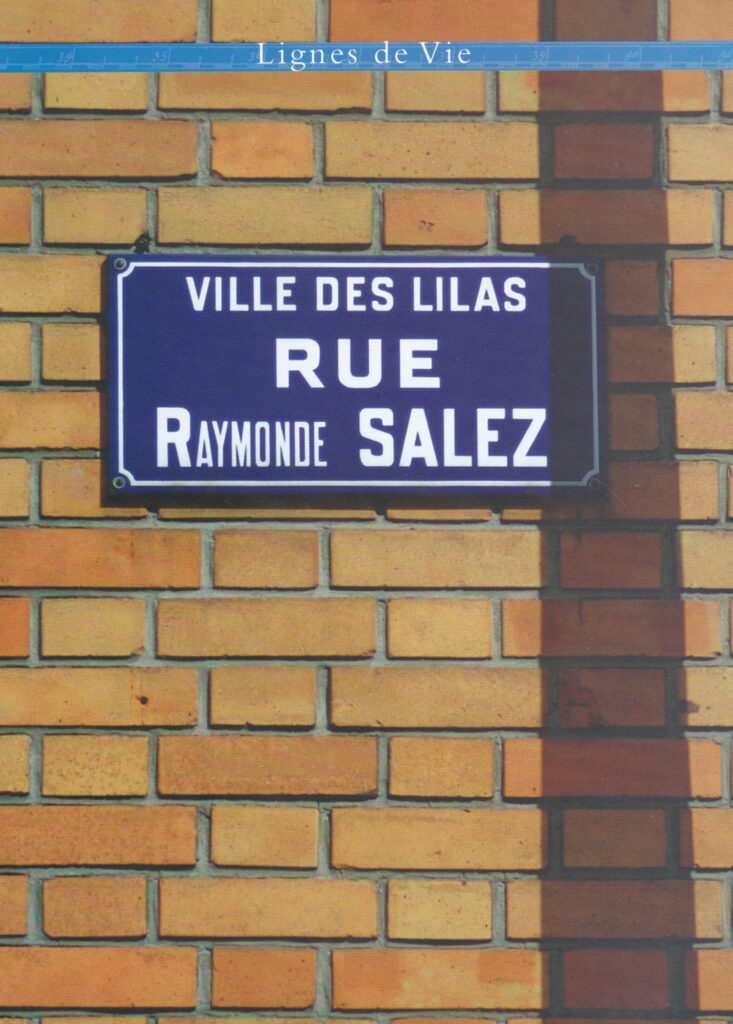 Lignes de Vie
VILLE DES LILAS
RUE
RAYMONDE SALEZ